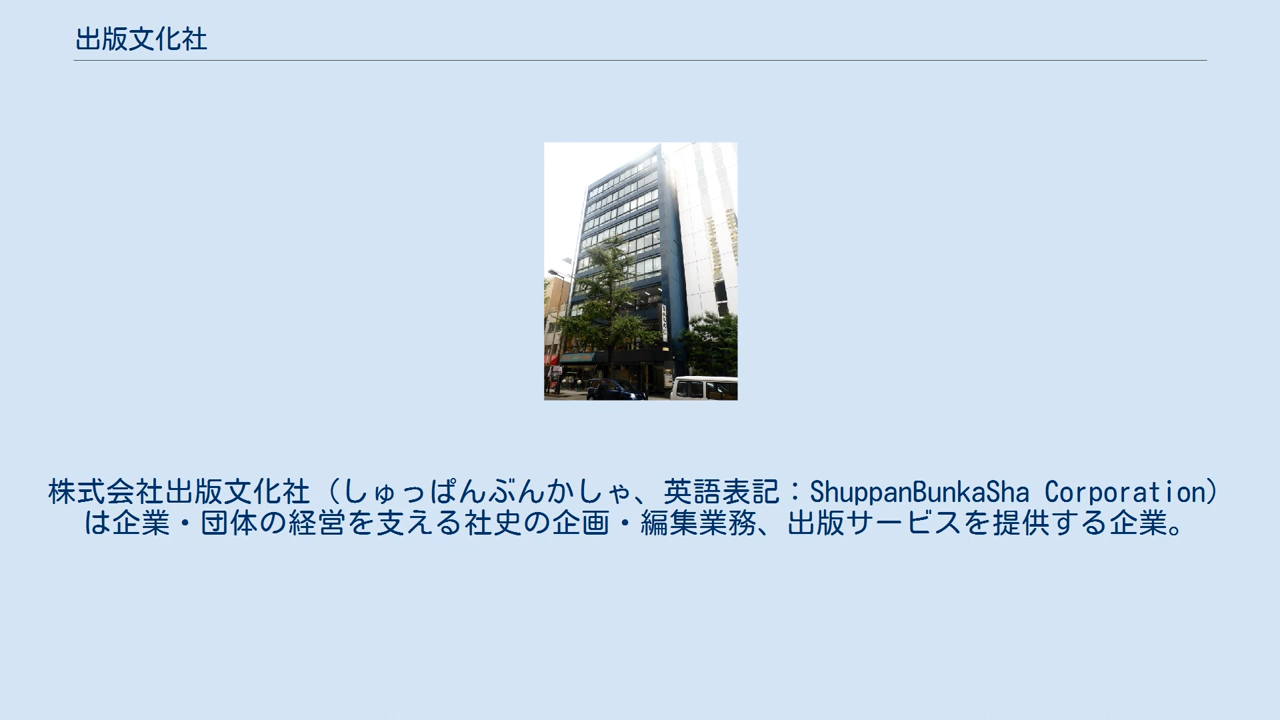 出版文化社
株式会社出版文化社（しゅっぱんぶんかしゃ、英語表記：ShuppanBunkaSha Corporation）
は企業・団体の経営を支える社史の企画・編集業務、出版サービスを提供する企業。